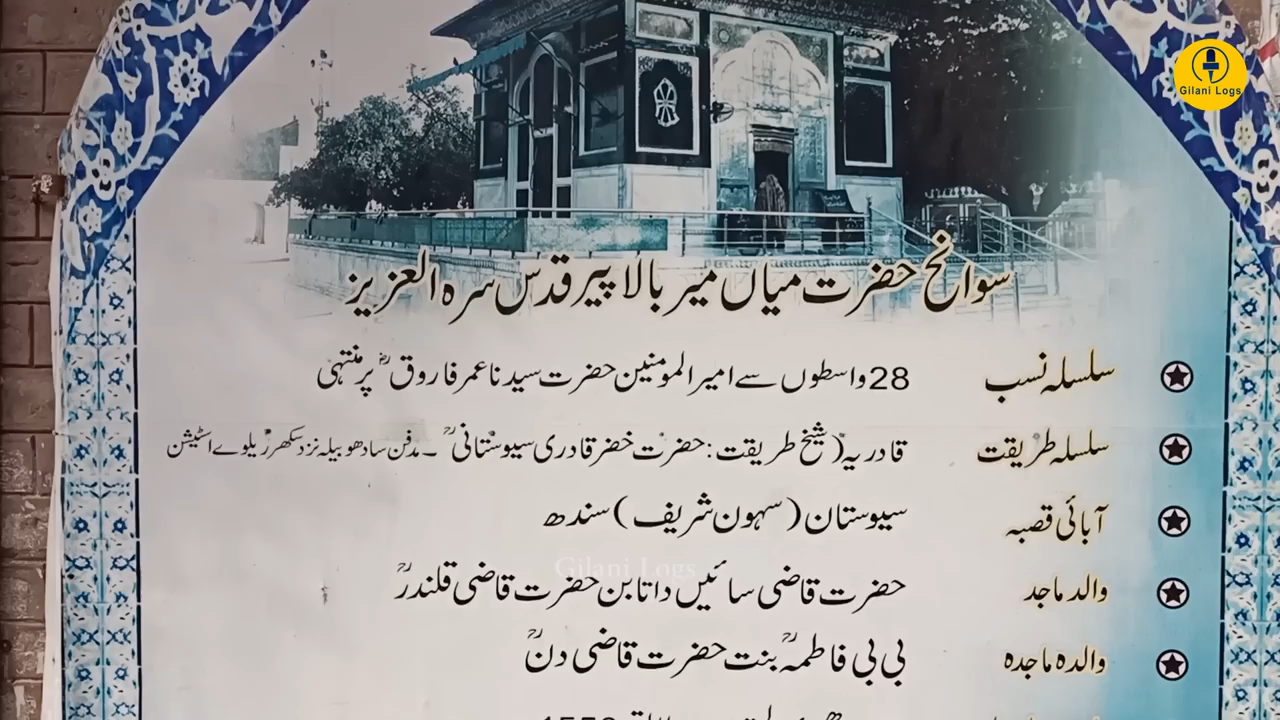 Gilani Logs
سوانح حضرت میاں میر بالا پیر قدس سرہ العزیز
سلسلہ نسب 28 واسطوں سے امیر المومنین حضرت سیدنا عمر فاروقؓ پر منتہی
سلسلہ طریقت قادریہ (شیخ طریقت: حضرت خضر قادری سیوستانیؒ ۔ مدفن سادھو بیلہ نزد سکھر ریلوے اسٹیشن
آبائی قصبہ سیوستان (سہون شریف) سندھ
Gilani Logs
والد ماجد حضرت قاضی سائیں داتا بن حضرت قاضی قلندرؒ
والدہ ماجدہ بی بی فاطمہؒ بنت حضرت قاضی دنؒ